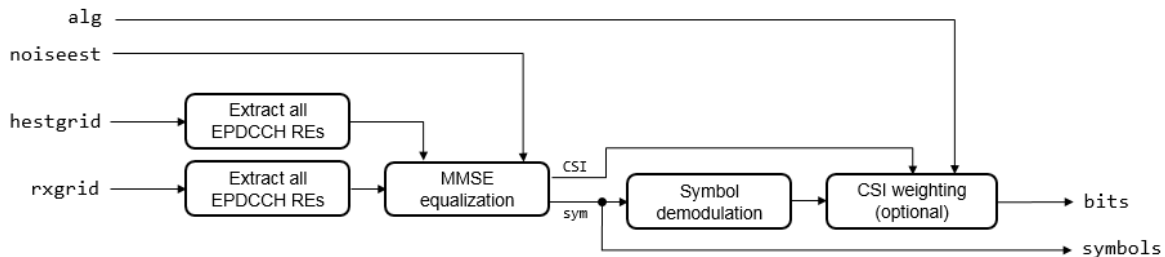 alg
noiseest
hestgrid
Extract all
EPDCCH REs
rxgrid
Extract all
EPDCCH REs
MMSE
equalization
CSI
sym
Symbol
demodulation
CSI weighting
(optional)
bits
symbols